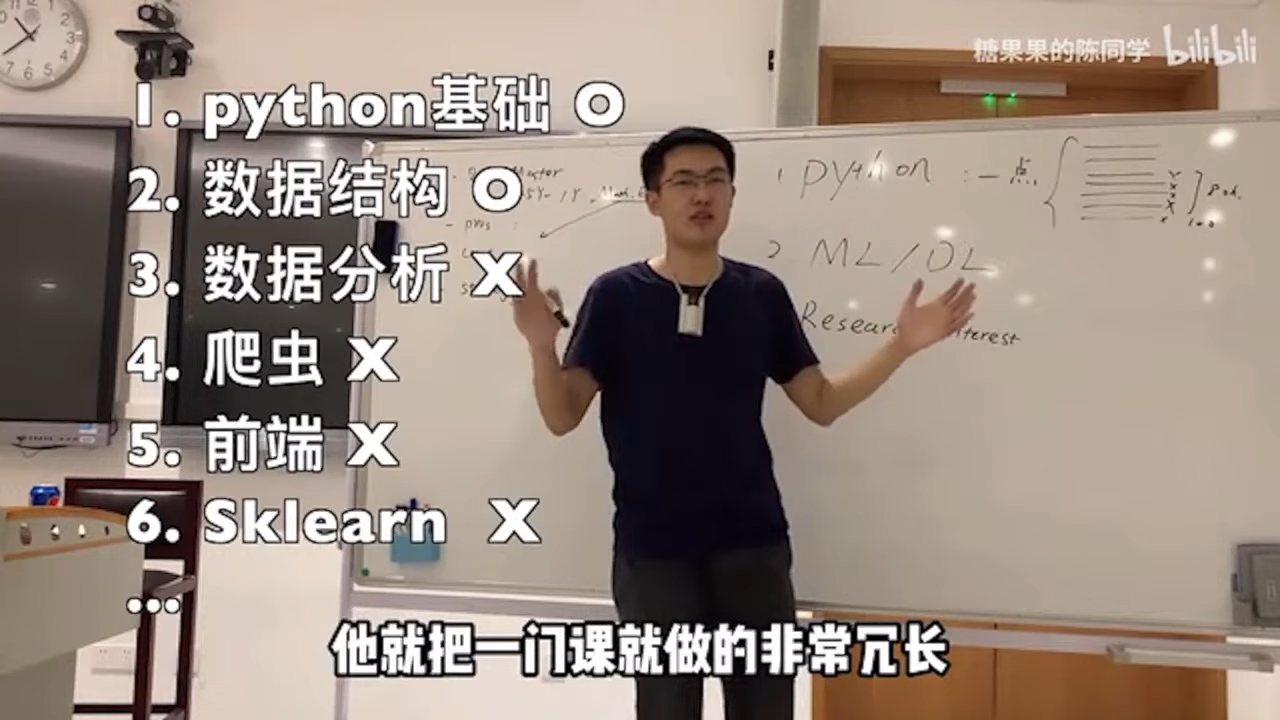 糖果果的陈同学 bilibili
1. python基础 O
2. 数据结构 O
3. 数据分析 X
4. 爬虫 X
5. 前端 X
6. Sklearn X
...
1 python : 一点
2 ML/DL
Research
他就把一门课就做的非常冗长